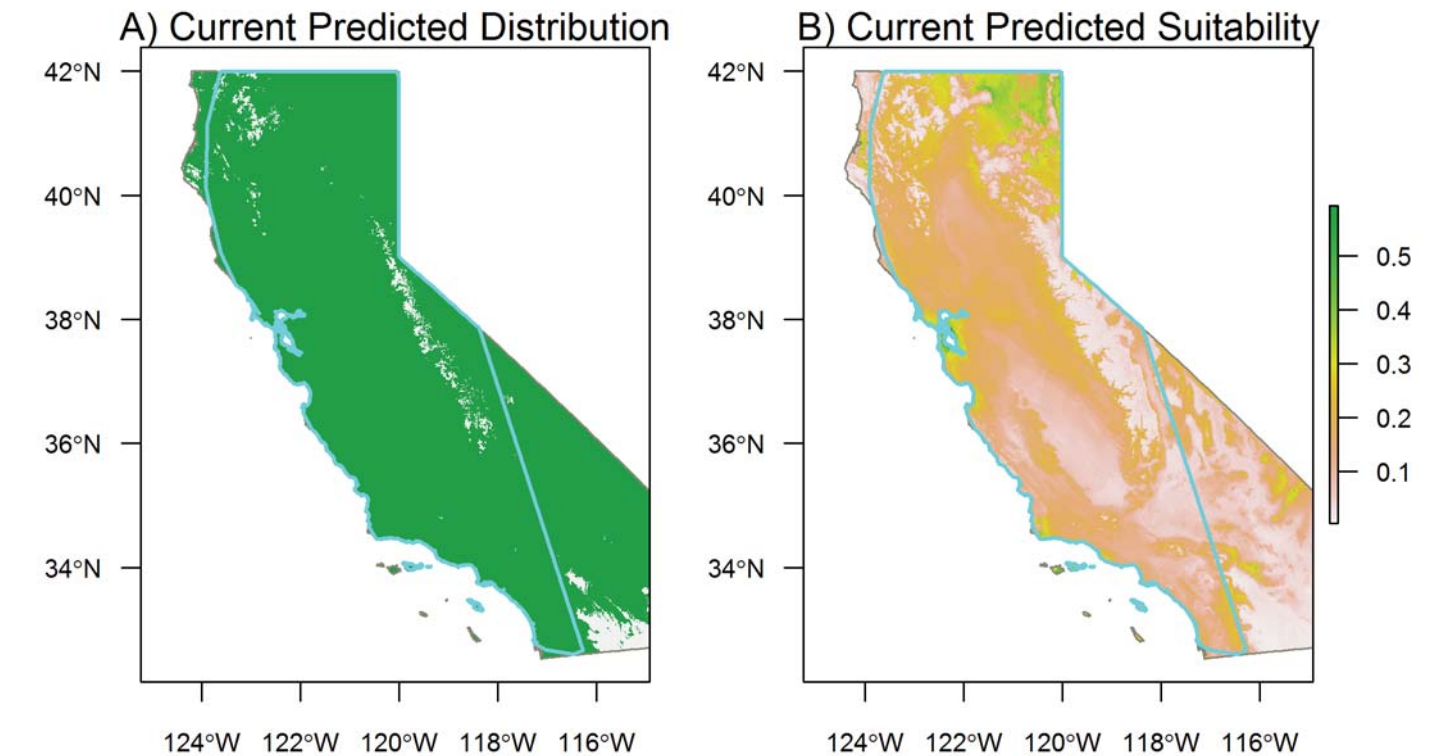 A) Current Predicted Distribution
B) Current Predicted Suitability
42°N
40°N
38°N
36°N
34°N
124°W 122°W 120°W 118°W 116°W
42°N
40°N
38°N
36°N
34°N
124°W 122°W 120°W 118°W 116°W
0.5
0.4
0.3
0.2
0.1